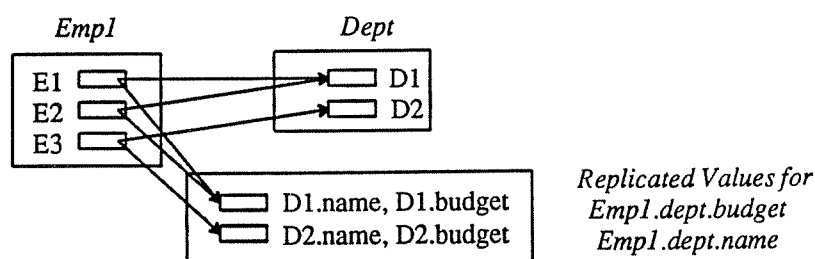 Emp1
Dept
E1
E2
E3
D1
D2
D1.name, D1.budget
D2.name, D2.budget
Replicated Values for
Emp1.dept.budget
Emp1.dept.name